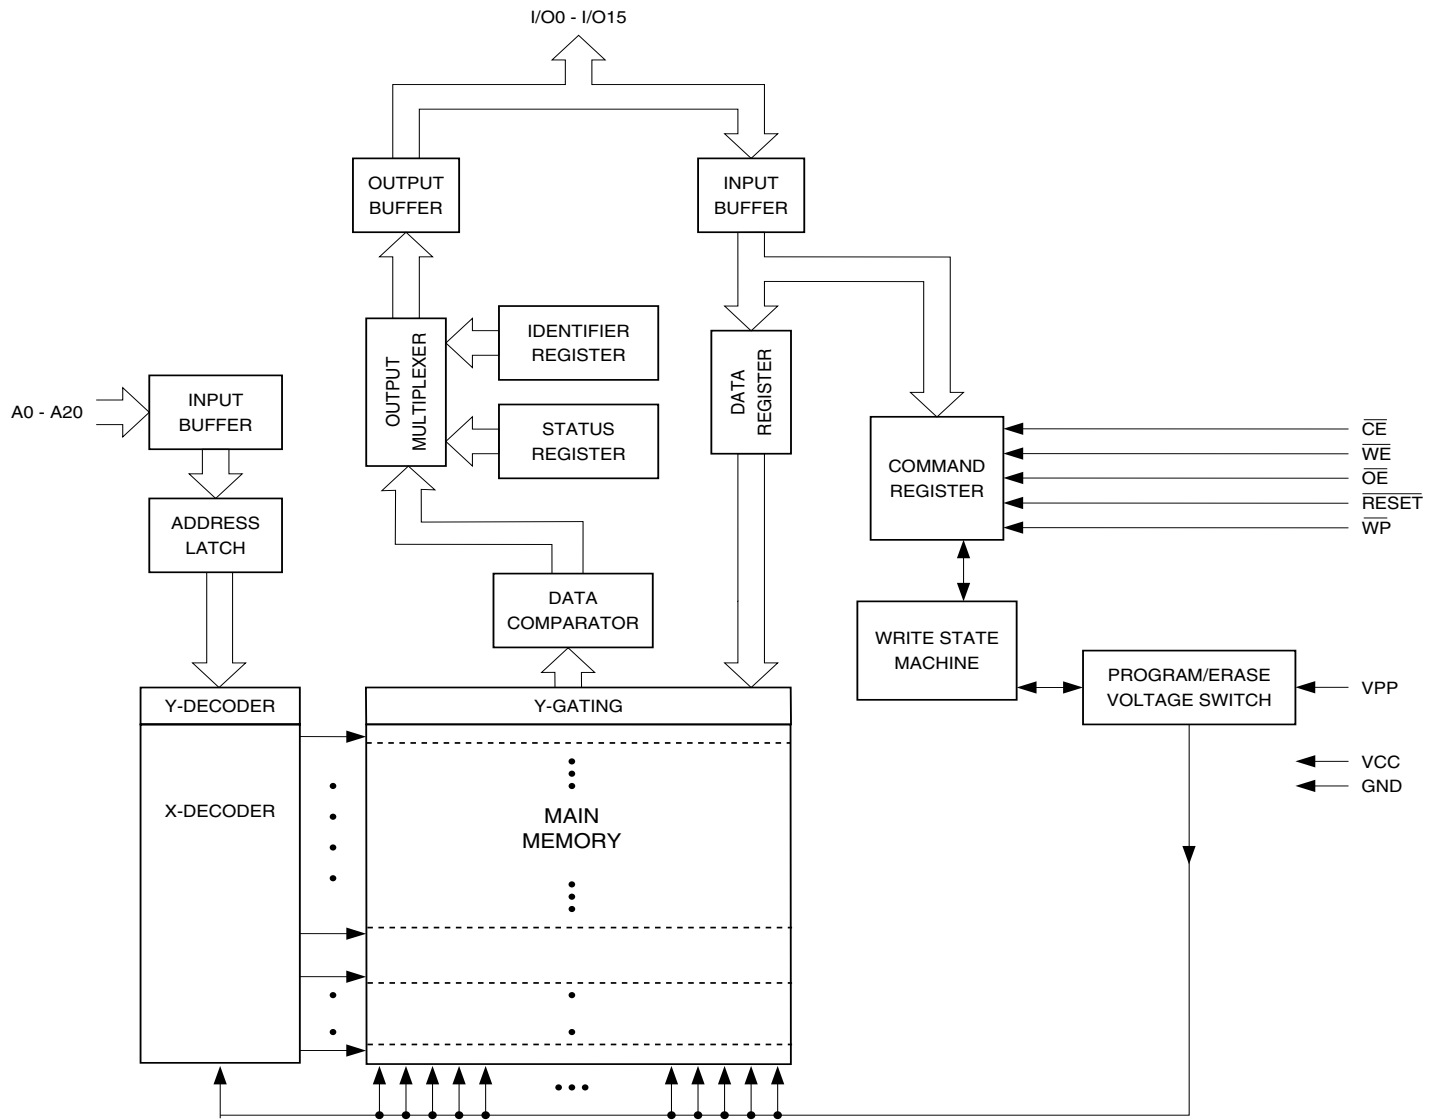 I/O0 - I/O15
OUTPUT
BUFFER
INPUT
BUFFER
OUTPUT
MULTIPLEXER
IDENTIFIER
REGISTER
STATUS
REGISTER
DATA
REGISTER
A0 - A20
INPUT
BUFFER
ADDRESS
LATCH
COMMAND
REGISTER
CE
WE
OE
RESET
WP
DATA
COMPARATOR
WRITE STATE
MACHINE
PROGRAM/ERASE
VOLTAGE SWITCH
VPP
VCC
GND
Y-DECODER
Y-GATING
X-DECODER
MAIN
MEMORY